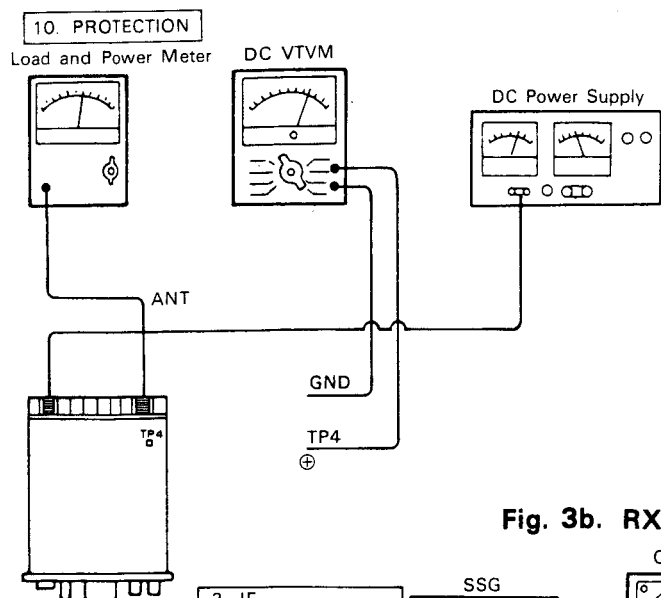 10. PROTECTION
Load and Power Meter
DC VTVM
DC Power Supply
ANT
GND
TP4
⊕
TP4
Fig. 3b. RX
SSG